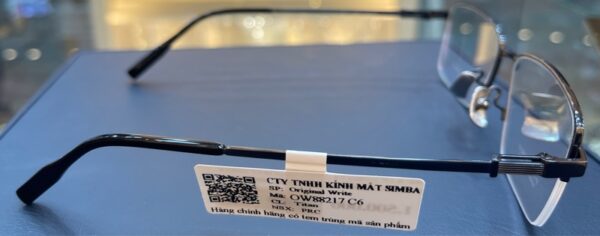 CTY TNHH KÍNH MẮT SIMBA
SP: Original Write
Mã: OW88217 C6
CL: Titan
NSX: PRC
Hàng chính hãng có tem trùng mã sản phẩm